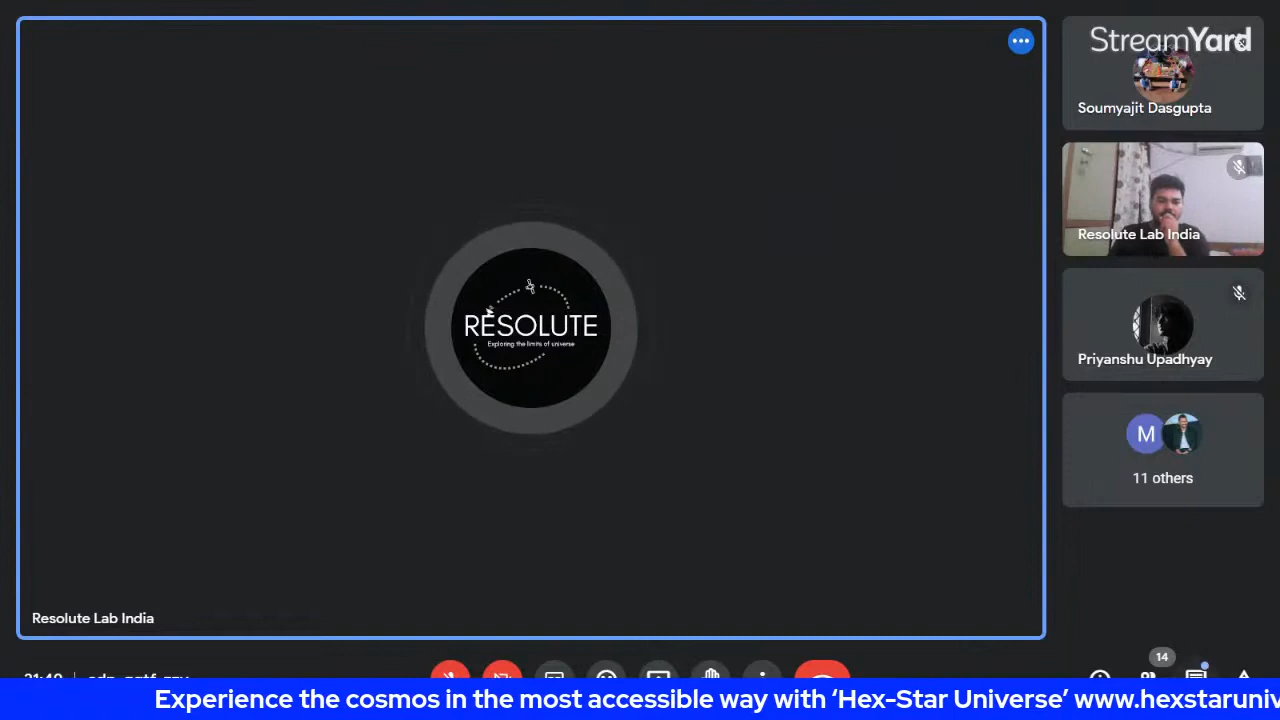 StreamYard
Soumyajit Dasgupta
Resolute Lab India
RESOLUTE
Exploring the limits of universe
Priyanshu Upadhyay
M
11 others
Resolute Lab India
14
Experience the cosmos in the most accessible way with ‘Hex-Star Universe’ www.hexstaruniv